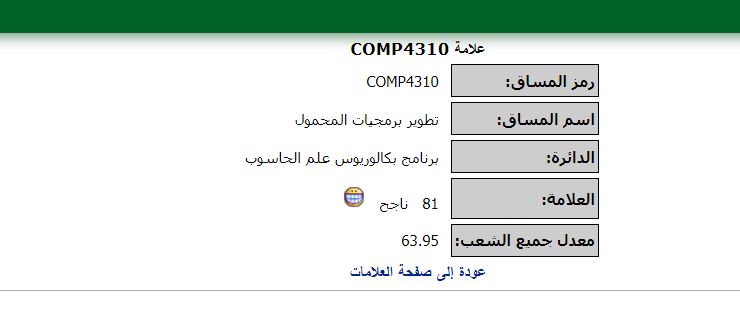 علامة COMP4310
رمز المساق: COMP4310
اسم المساق: تطوير برمجيات المحمول
الدائرة: برنامج بكالوريوس علم الحاسوب
العلامة: 81 ناجح
معدل جميع الشعب: 63.95
عودة إلى صفحة العلامات